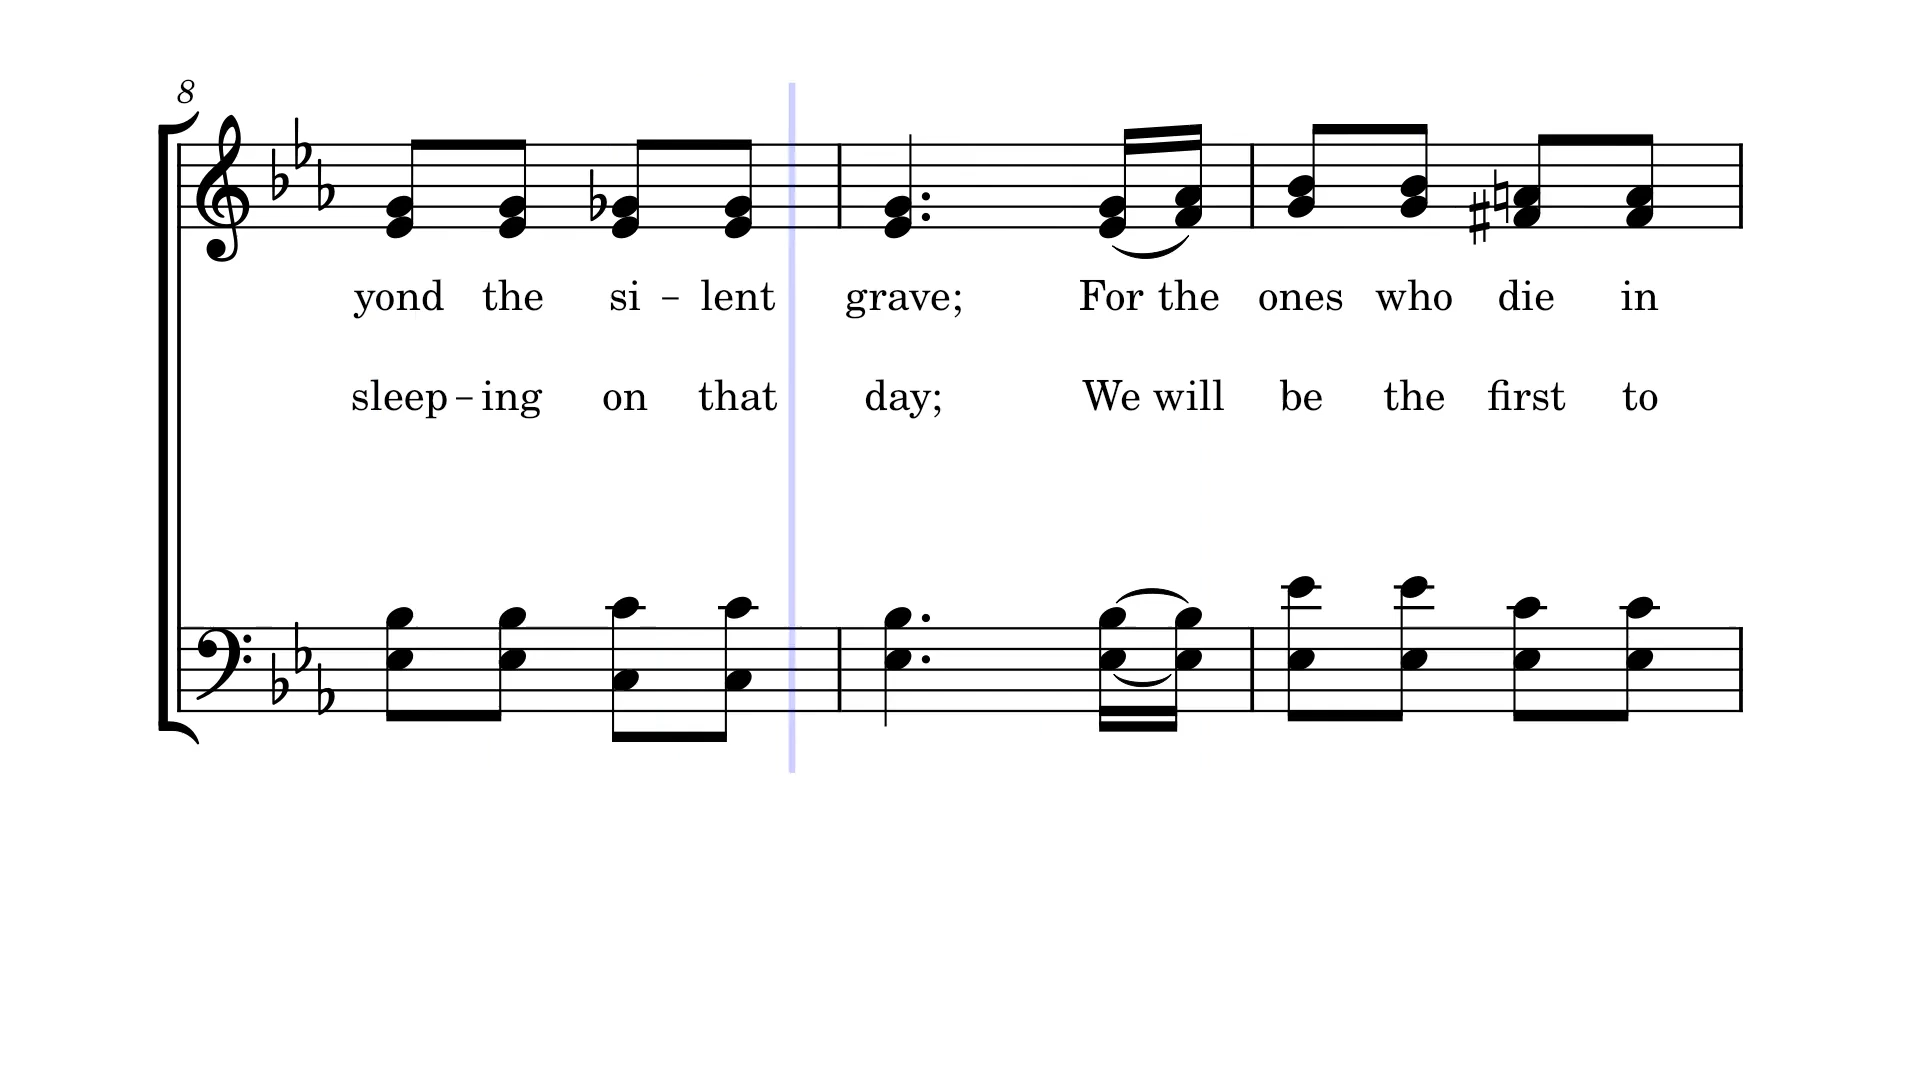 8
yond the si – lent grave; For the ones who die in
sleep – ing on that day; We will be the first to